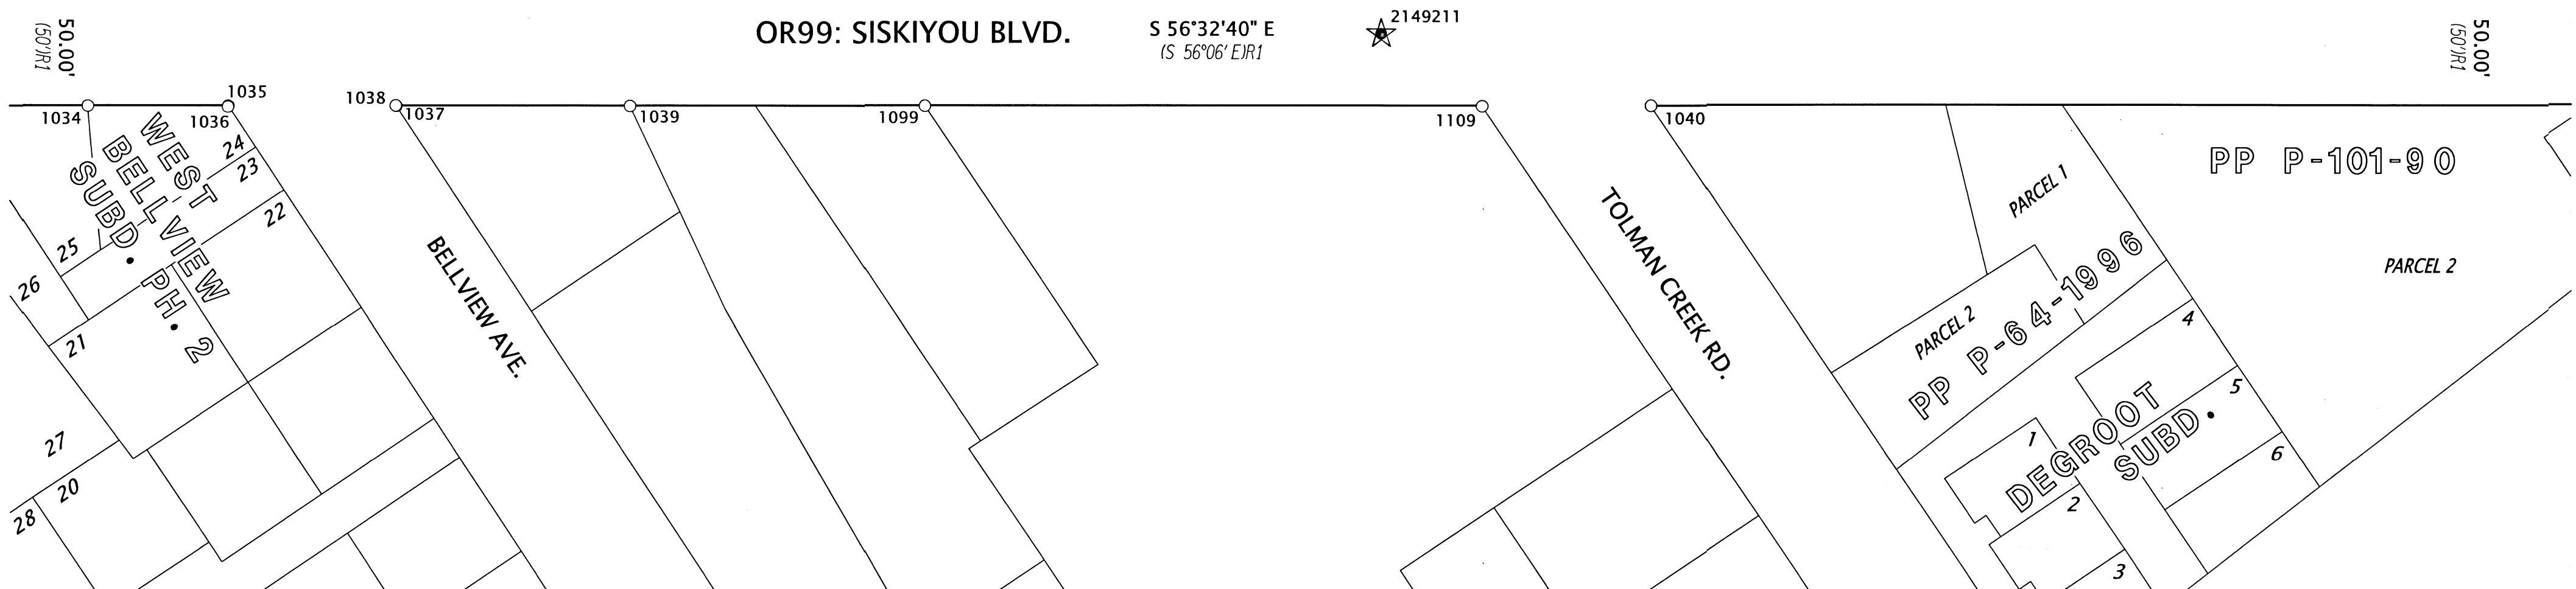 50.00'
(50')R1
OR99: SISKIYOU BLVD.
S 56°32'40" E
(S 56°06' E)R1
2149211
50.00'
(50')R1
1034
1035
1036
1038
1037
1039
1099
1109
1040
WEST
BELLVIEW
SUBD.
PH. 2
24
23
22
25
26
21
27
20
28
BELLVIEW AVE.
TOLMAN CREEK RD.
PARCEL 1
PARCEL 2
PP P-64-1996
PP P-101-90
PARCEL 2
DEGROOT
SUBD.
4
5
6
1
2
3